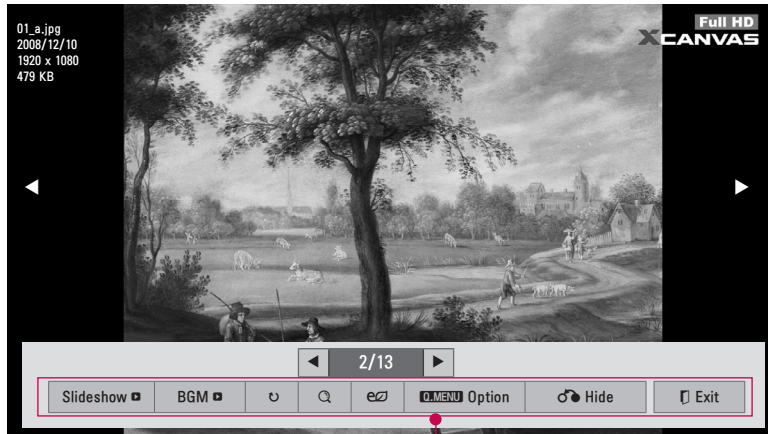 01_a.jpg
2008/12/10
1920 x 1080
479 KB
Full HD
XCANVAS
2/13
Slideshow
BGM
Q.MENU Option
Hide
Exit